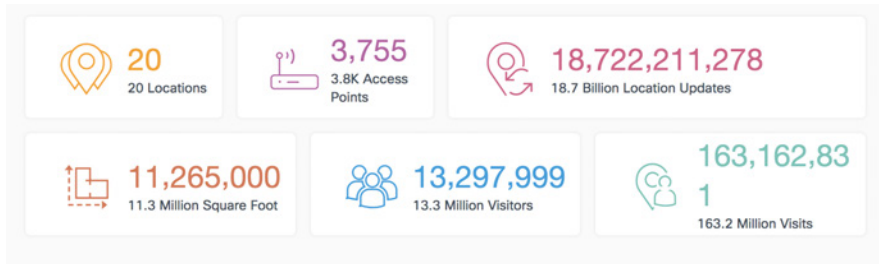 20
20 Locations
3,755
3.8K Access
Points
18,722,211,278
18.7 Billion Location Updates
11,265,000
11.3 Million Square Foot
13,297,999
13.3 Million Visitors
163,162,83
1
163.2 Million Visits